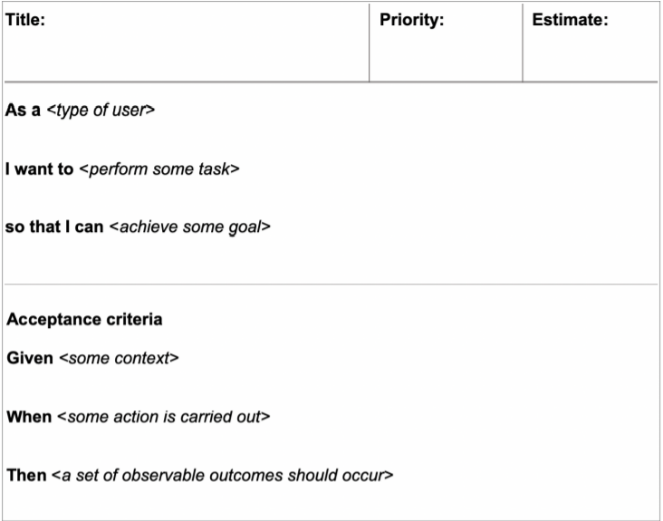 Title: Priority: Estimate:
As a <type of user>
I want to <perform some task>
so that I can <achieve some goal>
Acceptance criteria
Given <some context>
When <some action is carried out>
Then <a set of observable outcomes should occur>